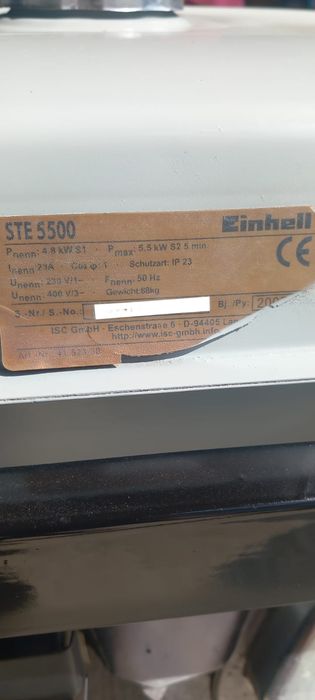 STE 5500 Einhell
Pnenn: 4.8 kW S1 Pmax: 5.5 kW S2 5 min. CE
Inenn 23A Cos φ: 1 Schutzart: IP 23
Unenn: 230 V/1~ Fnenn: 50 Hz
Unenn: 400 V/3~ Gewicht: 68kg
S.-Nr./ S.-No.: Bj./Py.: 200
ISC GmbH - Eschenstraße 6 - D-94405 Lan
http://www.isc-gmbh.info